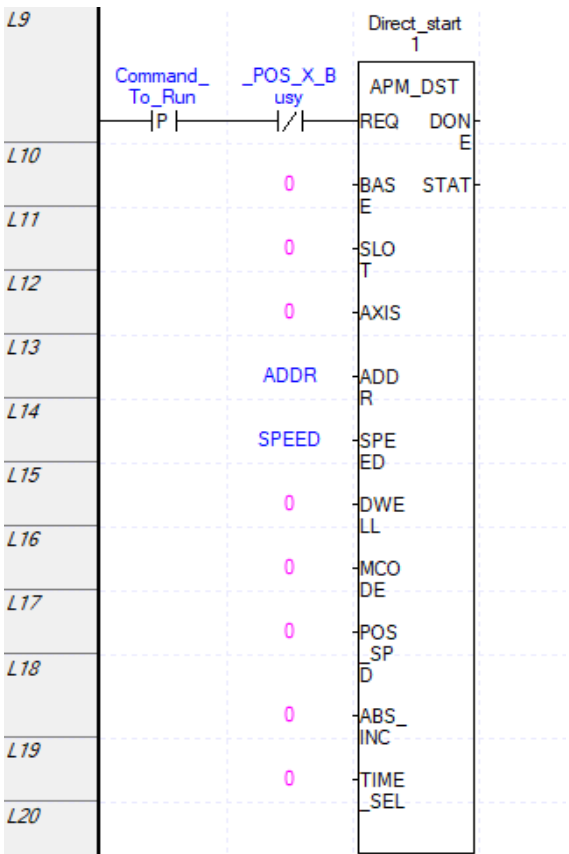 L9
Direct_start
1
Command_
To_Run
_POS_X_B
usy
APM_DST
P
REQ
DON
E
L10
0
BAS
E
STAT
L11
0
SLO
T
L12
0
AXIS
L13
ADDR
ADD
R
L14
SPEED
SPE
ED
L15
0
DWE
LL
L16
0
MCO
DE
L17
0
POS
_SP
D
L18
0
ABS_
INC
L19
0
TIME
_SEL
L20